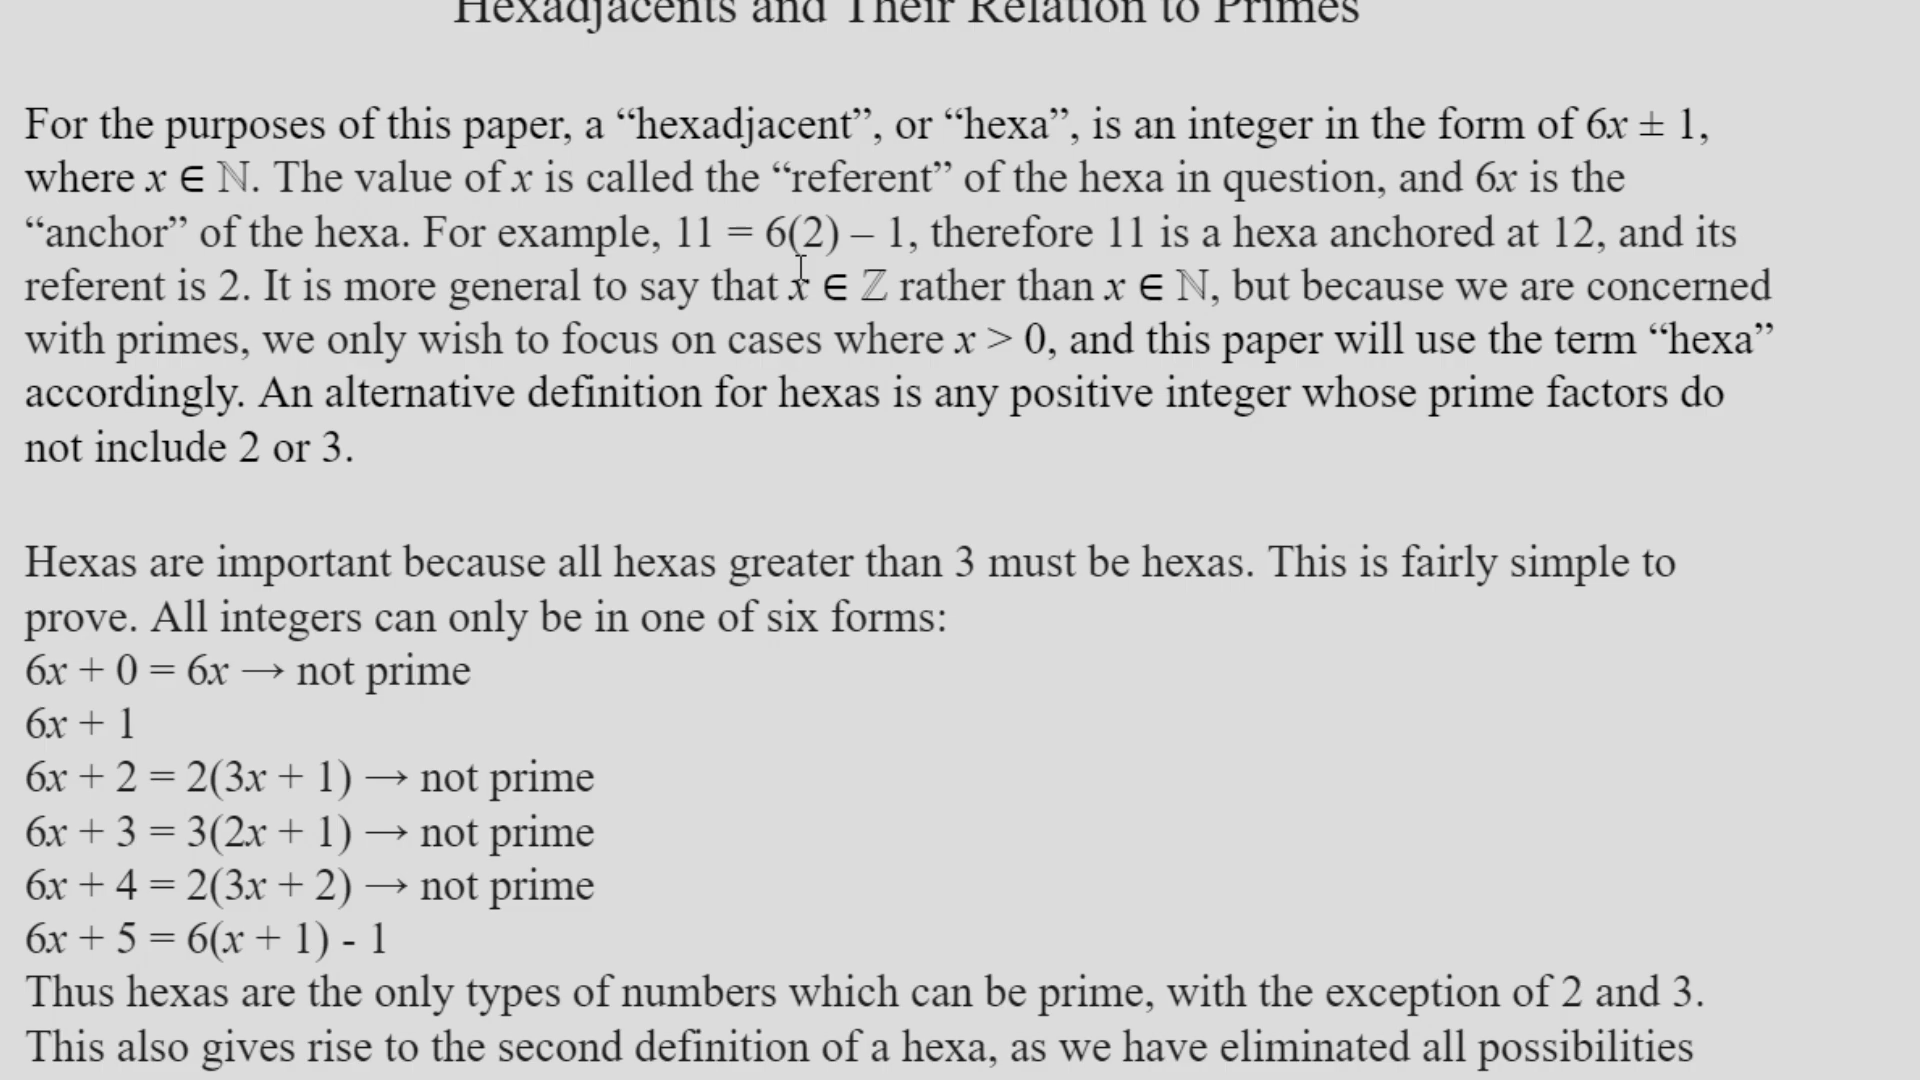 Hexadjacents and Their Relation to Primes
For the purposes of this paper, a “hexadjacent”, or “hexa”, is an integer in the form of 6x ± 1,
where x ∈ ℕ. The value of x is called the “referent” of the hexa in question, and 6x is the
“anchor” of the hexa. For example, 11 = 6(2) – 1, therefore 11 is a hexa anchored at 12, and its
referent is 2. It is more general to say that x ∈ ℤ rather than x ∈ ℕ, but because we are concerned
with primes, we only wish to focus on cases where x > 0, and this paper will use the term “hexa”
accordingly. An alternative definition for hexas is any positive integer whose prime factors do
not include 2 or 3.
Hexas are important because all hexas greater than 3 must be hexas. This is fairly simple to
prove. All integers can only be in one of six forms:
6x + 0 = 6x → not prime
6x + 1
6x + 2 = 2(3x + 1) → not prime
6x + 3 = 3(2x + 1) → not prime
6x + 4 = 2(3x + 2) → not prime
6x + 5 = 6(x + 1) - 1
Thus hexas are the only types of numbers which can be prime, with the exception of 2 and 3.
This also gives rise to the second definition of a hexa, as we have eliminated all possibilities